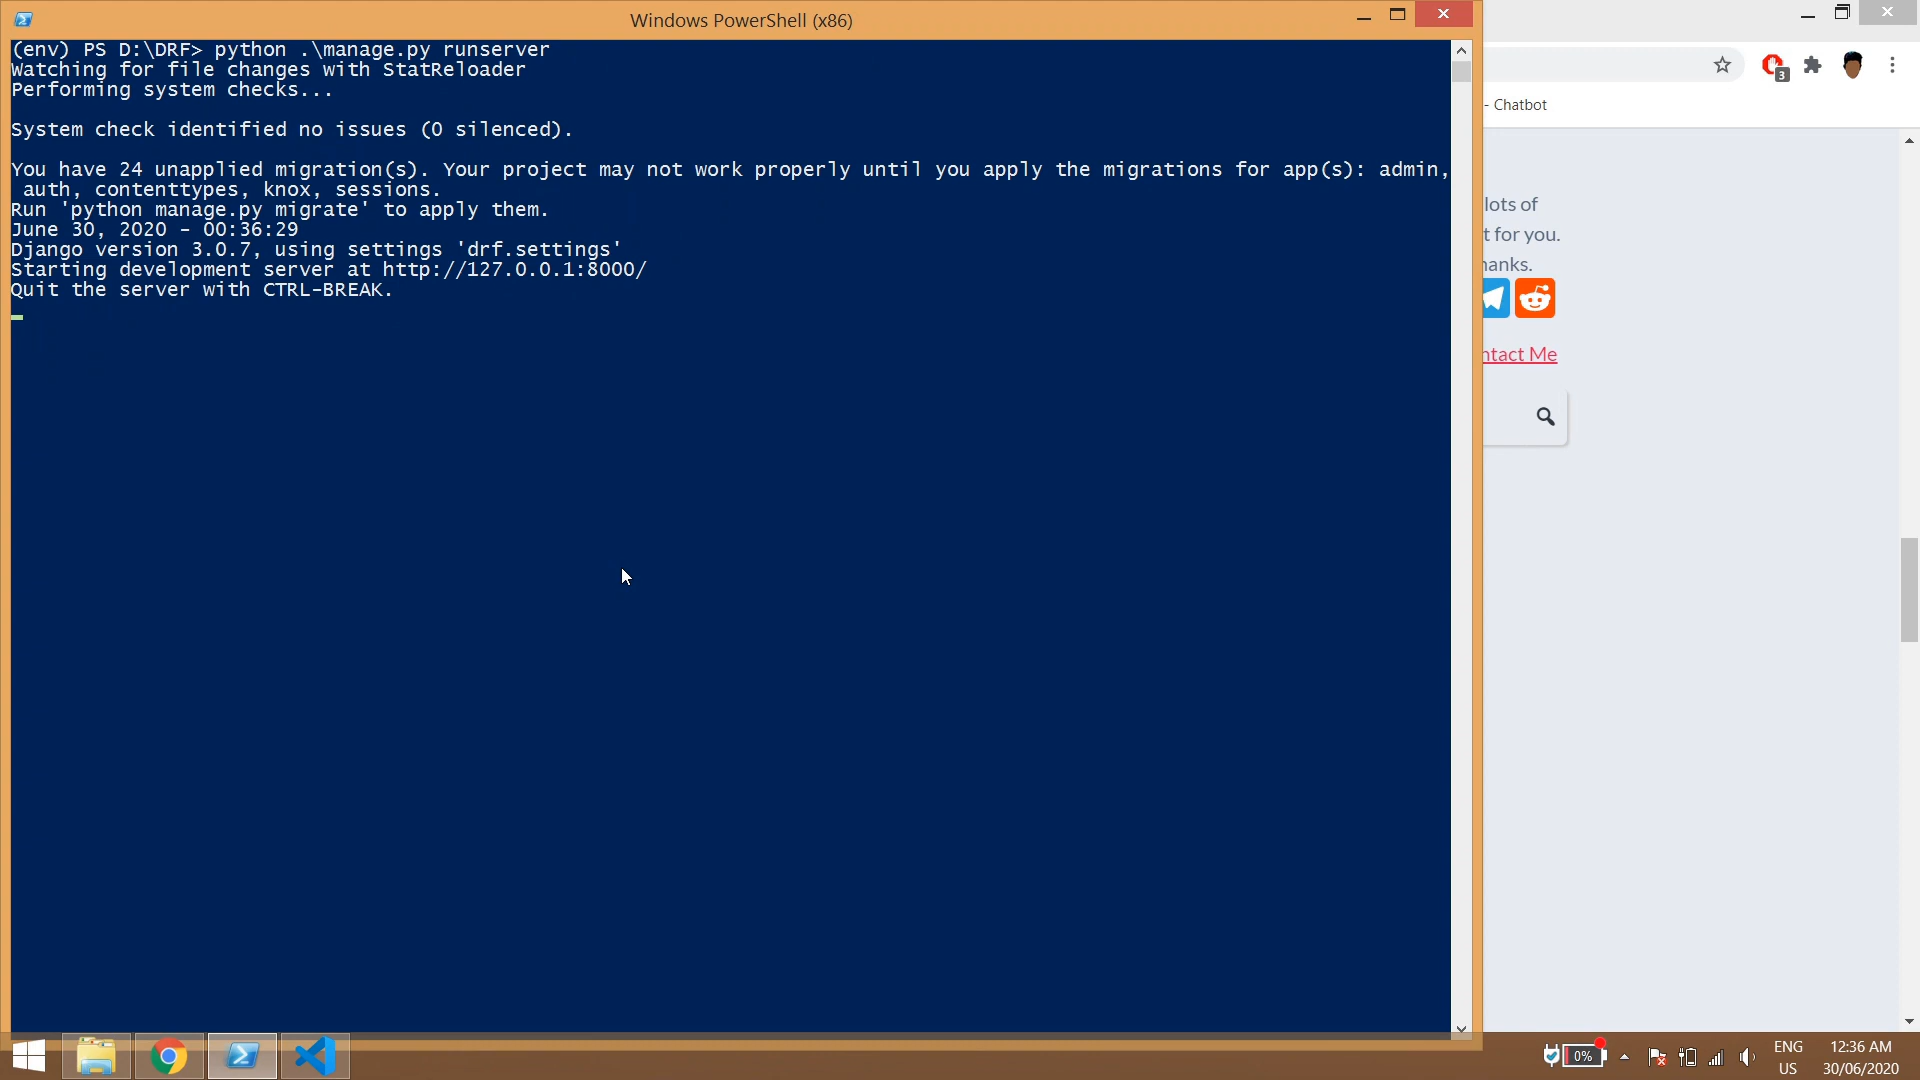 Windows PowerShell (x86)
(env) PS D:\DRF> python .\manage.py runserver
Watching for file changes with StatReloader
Performing system checks...
System check identified no issues (0 silenced).
You have 24 unapplied migration(s). Your project may not work properly until you apply the migrations for app(s): admin,
auth, contenttypes, knox, sessions.
Run 'python manage.py migrate' to apply them.
June 30, 2020 - 00:36:29
Django version 3.0.7, using settings 'drf.settings'
Starting development server at http://127.0.0.1:8000/
Quit the server with CTRL-BREAK.
3
- Chatbot
lots of
t for you.
hanks.
ntact Me
0%
ENG
US
12:36 AM
30/06/2020